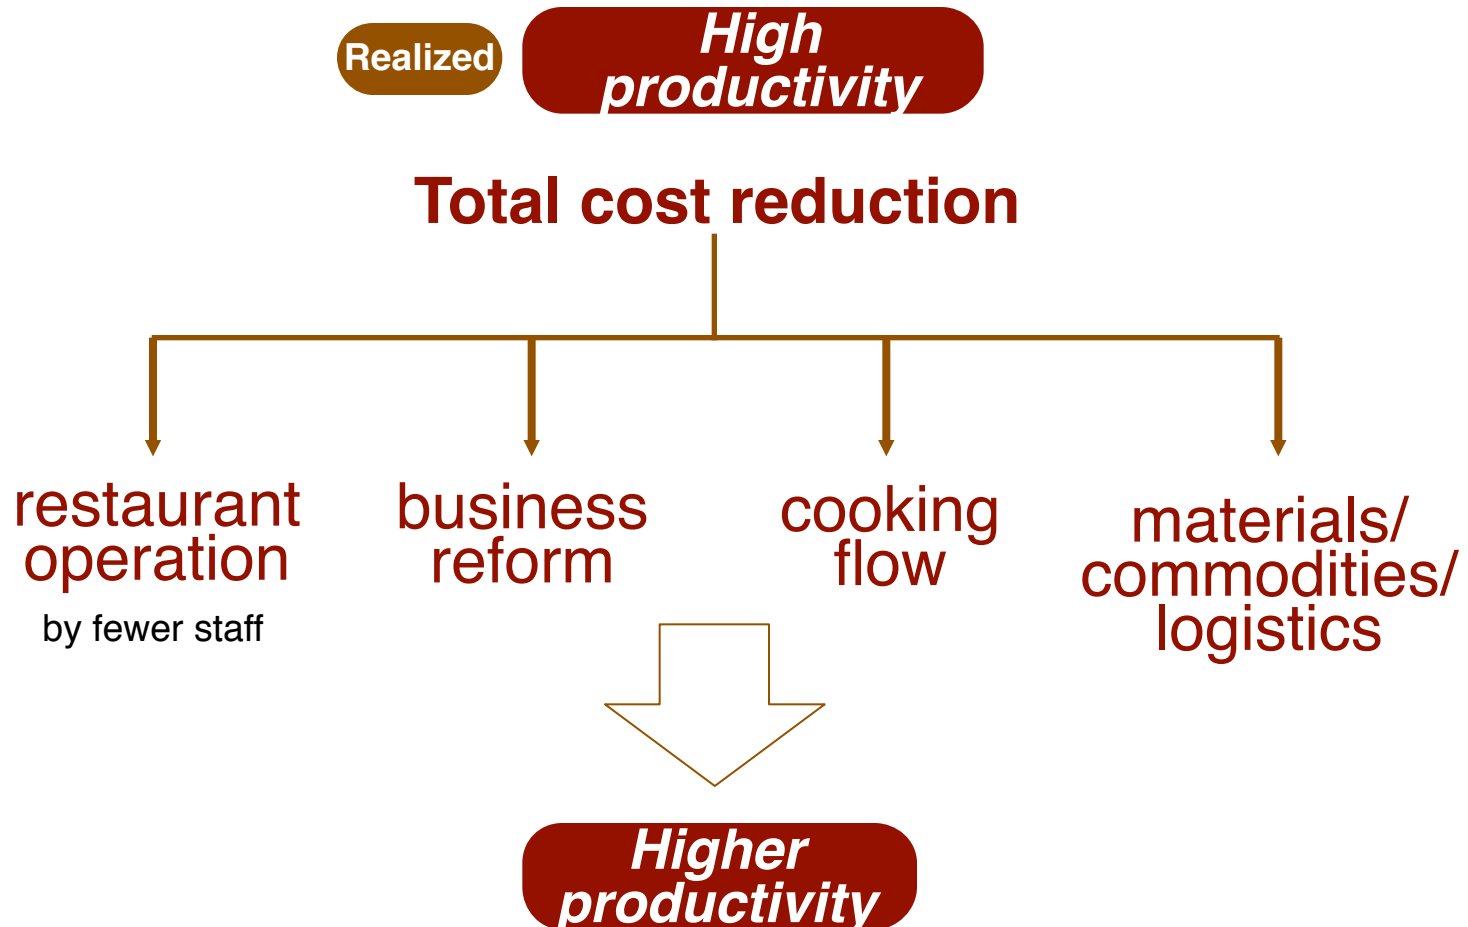 Realized
High
productivity
Total cost reduction
restaurant
operation
by fewer staff
business
reform
cooking
flow
materials/
commodities/
logistics
Higher
productivity